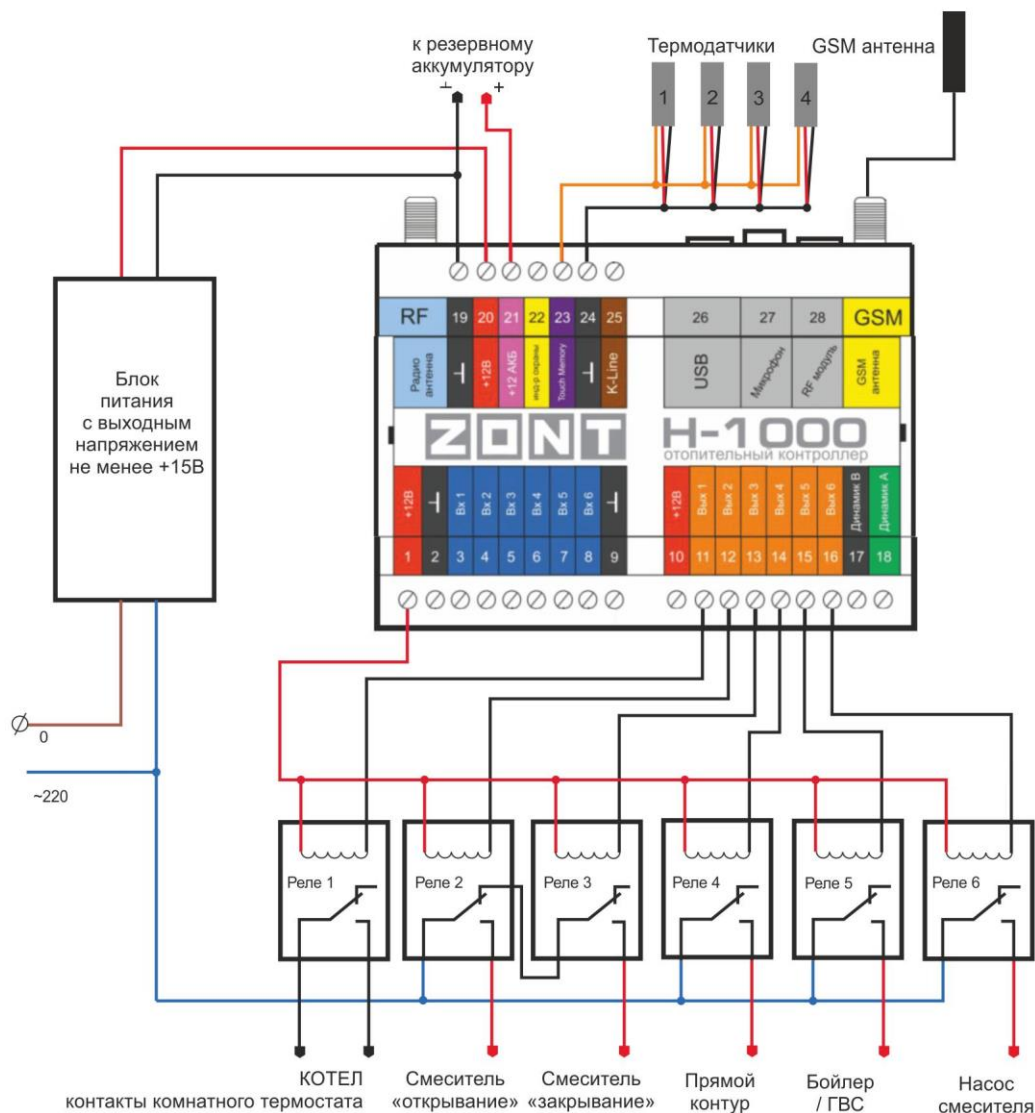 к резервному
аккумулятору
⊥ +
Термодатчики
GSM антенна
1 2 3 4
Блок
питания
с выходным
напряжением
не менее +15В
RF 19 20 21 22 23 24 25 26 27 28 GSM
Радио
антенна
⊥
+12В
+12 АКБ
инд-р охраны
Touch Memory
⊥
K-Line
USB
Микрофон
RF модуль
GSM
антенна
ZONT H-1000
отопительный контроллер
+12В
⊥
Вх 1
Вх 2
Вх 3
Вх 4
Вх 5
Вх 6
⊥
+12В
Вых 1
Вых 2
Вых 3
Вых 4
Вых 5
Вых 6
Динамик В
Динамик А
1 2 3 4 5 6 7 8 9 10 11 12 13 14 15 16 17 18
0
~220
Реле 1 Реле 2 Реле 3 Реле 4 Реле 5 Реле 6
КОТЕЛ
контакты комнатного термостата
Смеситель
«открывание»
Смеситель
«закрывание»
Прямой
контур
Бойлер
/ ГВС
Насос
смесителя